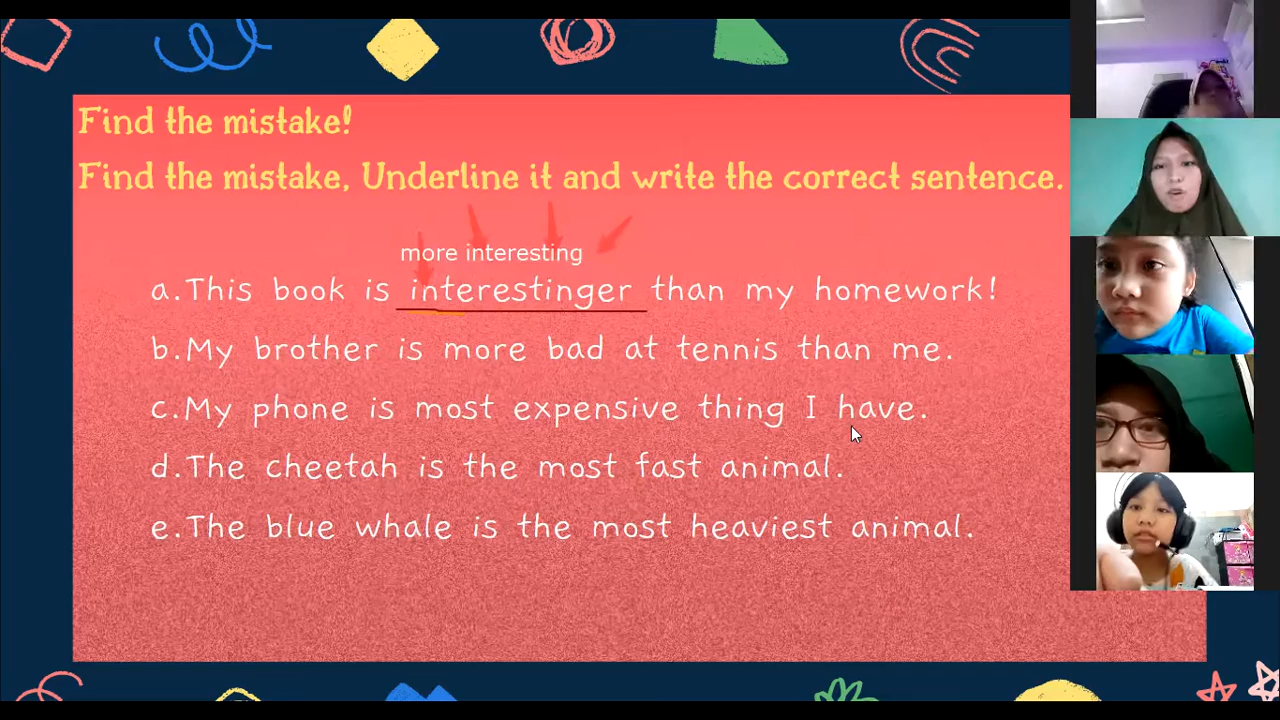 Find the mistake!
Find the mistake, Underline it and write the correct sentence.
more interesting
a.This book is interestinger than my homework!
b.My brother is more bad at tennis than me.
c.My phone is most expensive thing I have.
d.The cheetah is the most fast animal.
e.The blue whale is the most heaviest animal.